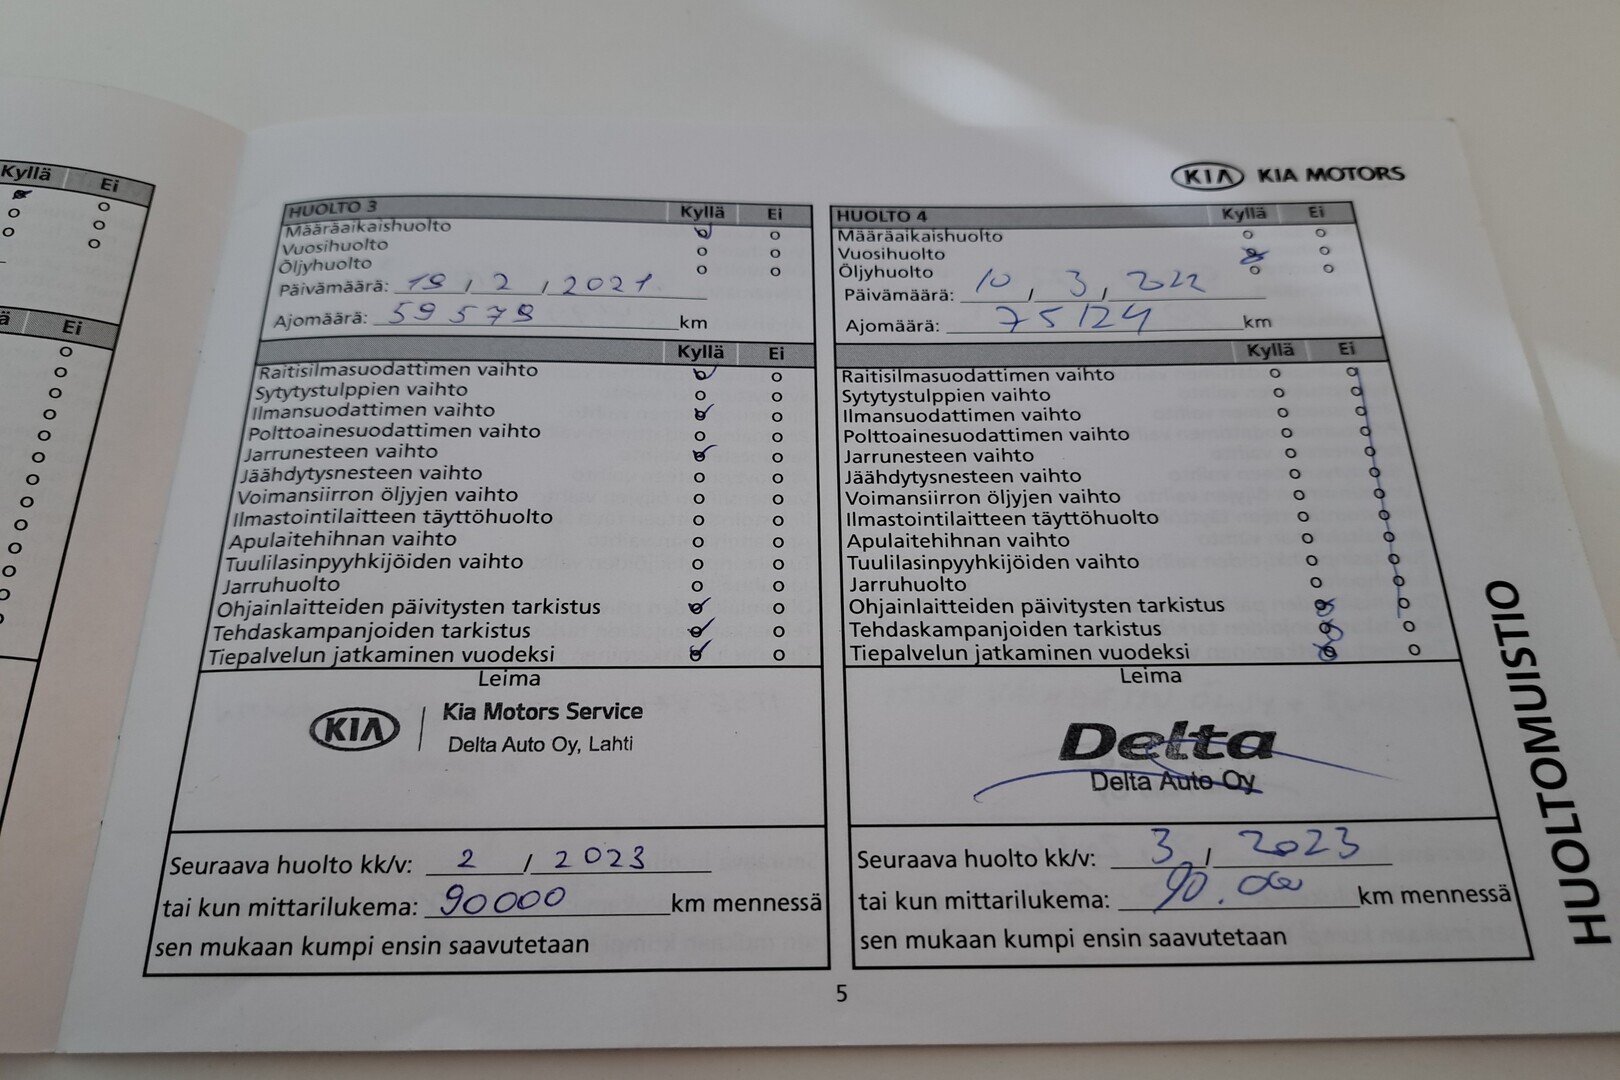 Kyllä Ei
ä Ei
KIA KIA MOTORS
HUOLTO 3 Kyllä Ei
Määräaikaishuolto
Vuosihuolto
Öljyhuolto
Päivämäärä: 19 / 2 / 2021
Ajomäärä: 59 579 km
Kyllä Ei
Raitisilmasuodattimen vaihto
Sytytystulppien vaihto
Ilmansuodattimen vaihto
Polttoainesuodattimen vaihto
Jarrunesteen vaihto
Jäähdytysnesteen vaihto
Voimansiirron öljyjen vaihto
Ilmastointilaitteen täyttöhuolto
Apulaitehihnan vaihto
Tuulilasinpyyhkijöiden vaihto
Jarruhuolto
Ohjainlaitteiden päivitysten tarkistus
Tehdaskampanjoiden tarkistus
Tiepalvelun jatkaminen vuodeksi
Leima
KIA Kia Motors Service
Delta Auto Oy, Lahti
Seuraava huolto kk/v: 2 / 2023
tai kun mittarilukema: 90000 km mennessä
sen mukaan kumpi ensin saavutetaan
HUOLTO 4 Kyllä Ei
Määräaikaishuolto
Vuosihuolto
Öljyhuolto
Päivämäärä: 10 / 3 / 2022
Ajomäärä: 75124 km
Kyllä Ei
Raitisilmasuodattimen vaihto
Sytytystulppien vaihto
Ilmansuodattimen vaihto
Polttoainesuodattimen vaihto
Jarrunesteen vaihto
Jäähdytysnesteen vaihto
Voimansiirron öljyjen vaihto
Ilmastointilaitteen täyttöhuolto
Apulaitehihnan vaihto
Tuulilasinpyyhkijöiden vaihto
Jarruhuolto
Ohjainlaitteiden päivitysten tarkistus
Tehdaskampanjoiden tarkistus
Tiepalvelun jatkaminen vuodeksi
Leima
Delta
Delta Auto Oy
Seuraava huolto kk/v: 3 / 2023
tai kun mittarilukema: 90.000 km mennessä
sen mukaan kumpi ensin saavutetaan
HUOLTOMUISTIO
5